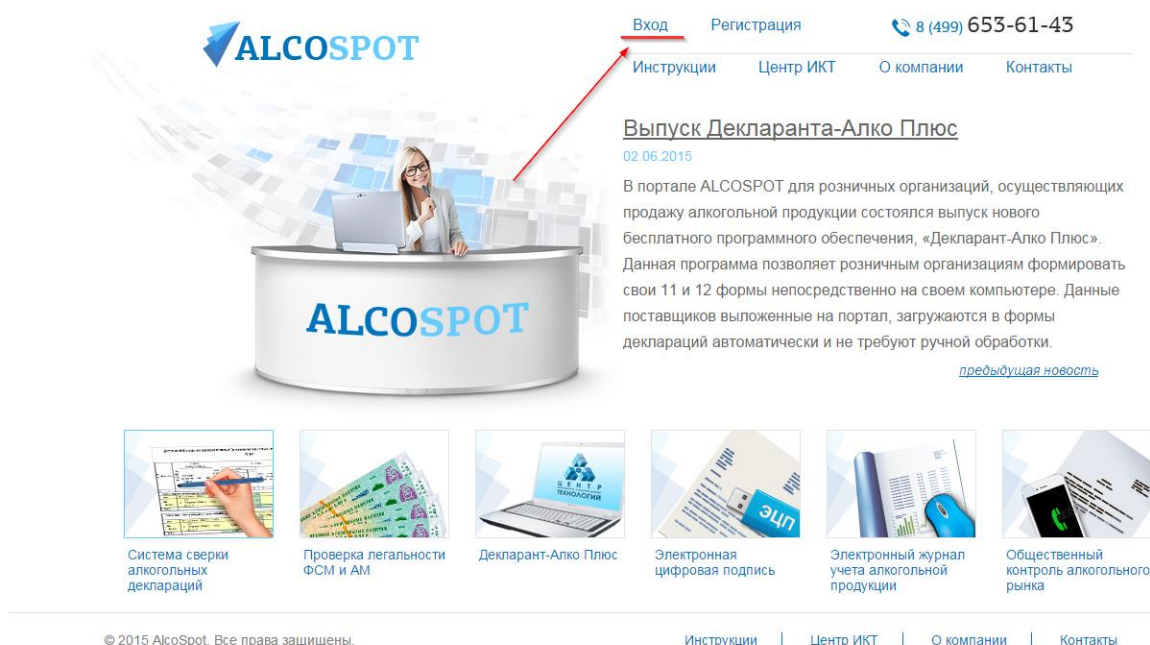 ALCOSPOT
Вход Регистрация 8 (499) 653-61-43
Инструкции Центр ИКТ О компании Контакты
Выпуск Декларанта-Алко Плюс
02.06.2015
В портале ALCOSPOT для розничных организаций, осуществляющих
продажу алкогольной продукции состоялся выпуск нового
бесплатного программного обеспечения, «Декларант-Алко Плюс».
Данная программа позволяет розничным организациям формировать
свои 11 и 12 формы непосредственно на своем компьютере. Данные
поставщиков выложенные на портал, загружаются в формы
деклараций автоматически и не требуют ручной обработки.
предыдущая новость
ALCOSPOT
ЦЕНТР
ТЕХНОЛОГИЙ
ЭЦП
Система сверки
алкогольных
деклараций
Проверка легальности
ФСМ и АМ
Декларант-Алко Плюс
Электронная
цифровая подпись
Электронный журнал
учета алкогольной
продукции
Общественный
контроль алкогольного
рынка
© 2015 AlcoSpot. Все права защищены.
Инструкции | Центр ИКТ | О компании | Контакты